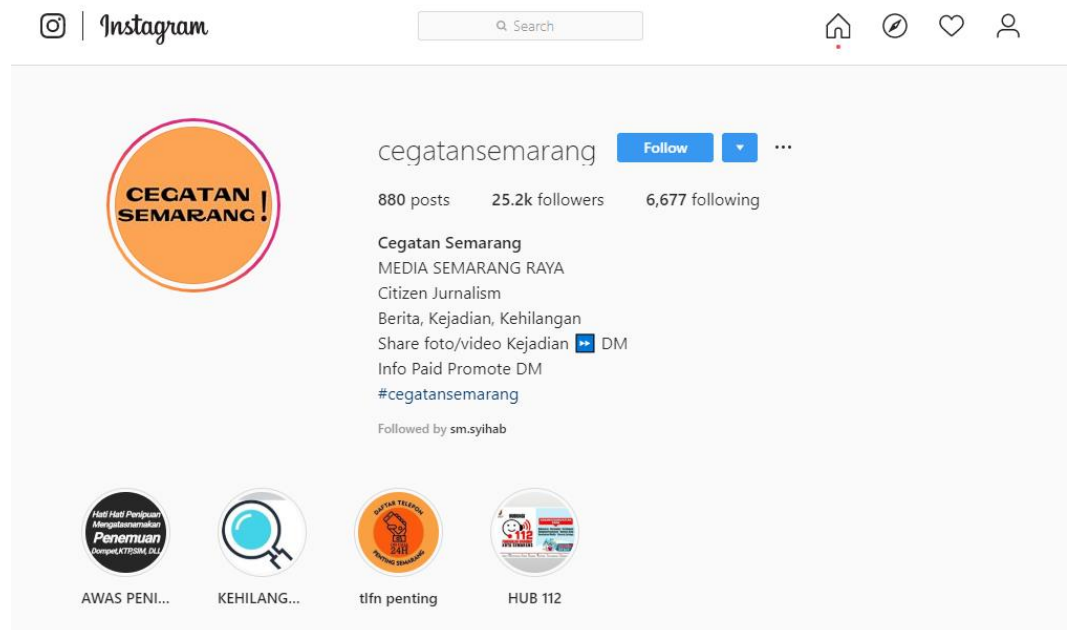 Instagram
Search
CEGATAN
SEMARANG!
cegatansemarang Follow ...
880 posts 25.2k followers 6,677 following
Cegatan Semarang
MEDIA SEMARANG RAYA
Citizen Jurnalism
Berita, Kejadian, Kehilangan
Share foto/video Kejadian ⏩ DM
Info Paid Promote DM
#cegatansemarang
Followed by sm.syihab
Hati Hati Penipuan
Mengatasnamakan
Penemuan
Dompet,KTP,SIM, DLL
DAFTAR TELEPON
24H
PENTING SEMARANG
112
AWAS PENI... KEHILANG... tlfn penting HUB 112